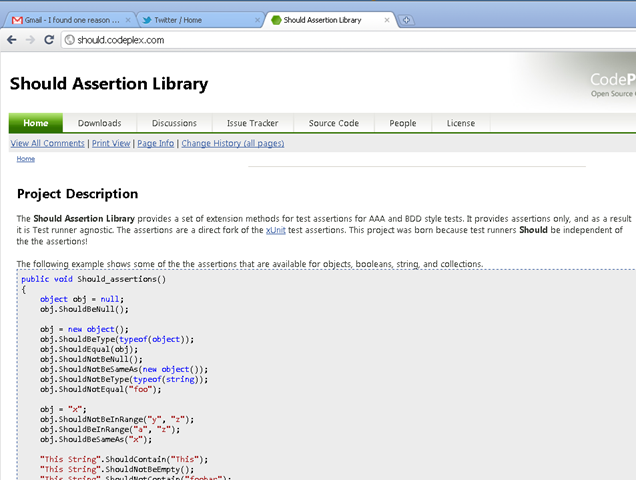 Gmail - I found one reason ...
Twitter / Home
Should Assertion Library
should.codeplex.com
Should Assertion Library
CodeP
Open Source
Home Downloads Discussions Issue Tracker Source Code People License
View All Comments | Print View | Page Info | Change History (all pages)
Home
Project Description
The Should Assertion Library provides a set of extension methods for test assertions for AAA and BDD style tests. It provides assertions only, and as a result
it is Test runner agnostic. The assertions are a direct fork of the xUnit test assertions. This project was born because test runners Should be independent of
the the assertions!
The following example shows some of the the assertions that are available for objects, booleans, string, and collections.
public void Should_assertions()
{
object obj = null;
obj.ShouldBeNull();
obj = new object();
obj.ShouldBeType(typeof(object));
obj.ShouldEqual(obj);
obj.ShouldNotBeNull();
obj.ShouldNotBeSameAs(new object());
obj.ShouldNotBeType(typeof(string));
obj.ShouldNotEqual("foo");
obj = "x";
obj.ShouldNotBeInRange("y", "z");
obj.ShouldBeInRange("a", "z");
obj.ShouldBeSameAs("x");
"This String".ShouldContain("This");
"This String".ShouldNotBeEmpty();
"This String".ShouldNotContain("foobar");